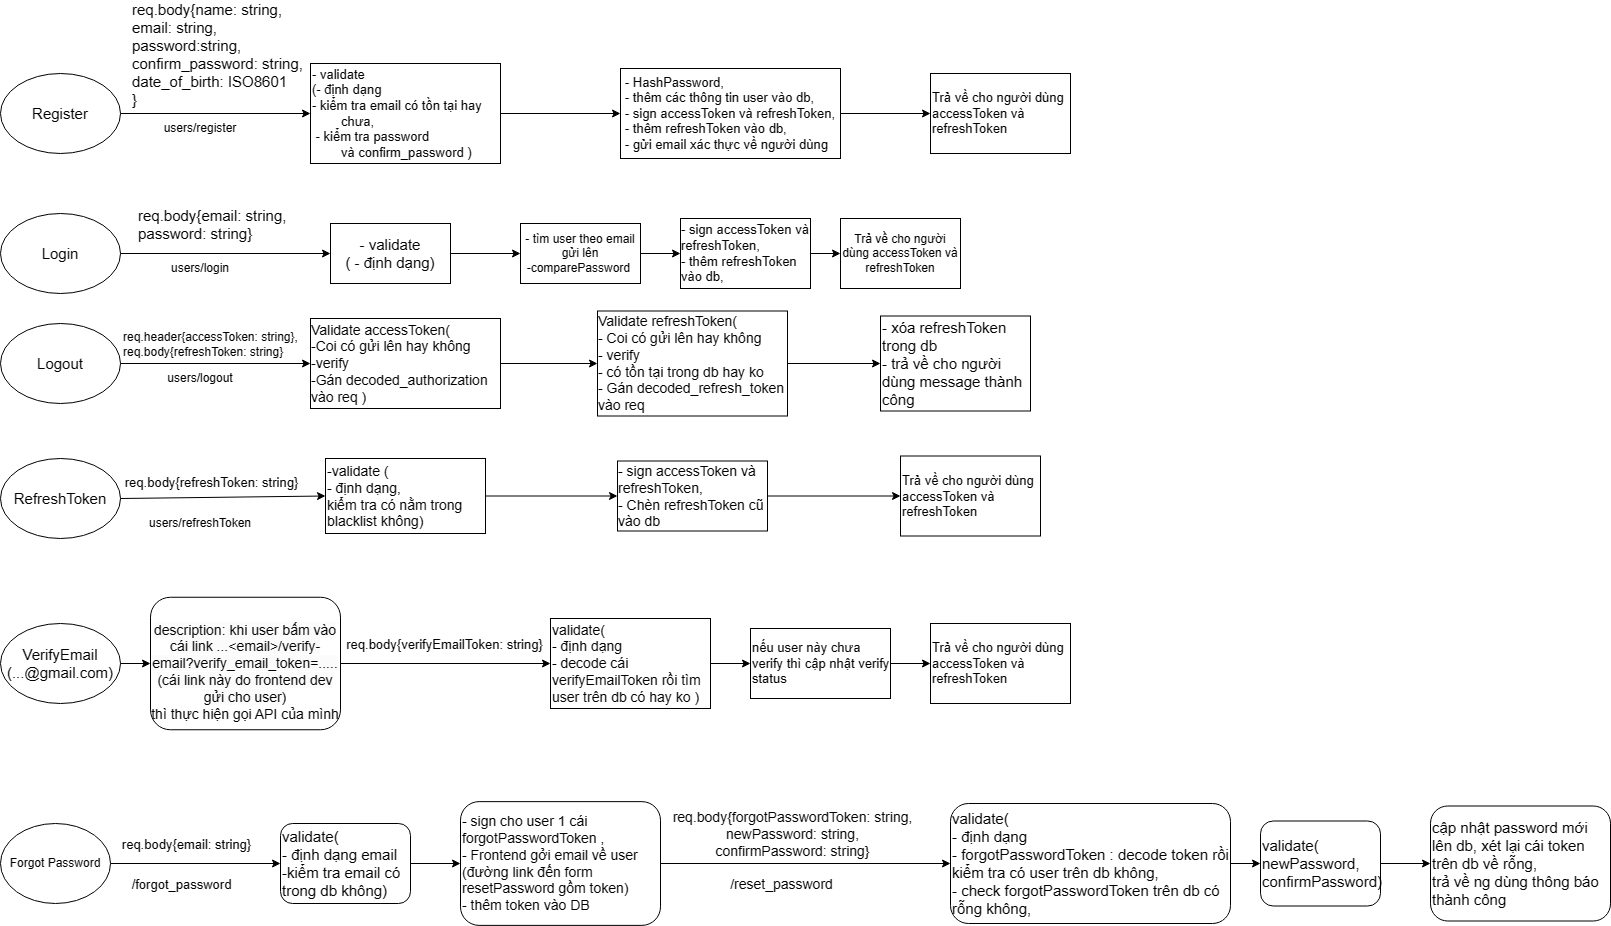 req.body{name: string,
email: string,
password:string,
confirm_password: string,
date_of_birth: ISO8601
}
Register
users/register
- validate
(- định dạng
- kiểm tra email có tồn tại hay
chưa,
- kiểm tra password
và confirm_password )
- HashPassword,
- thêm các thông tin user vào db,
- sign accessToken và refreshToken,
- thêm refreshToken vào db,
- gửi email xác thực về người dùng
Trả về cho người dùng
accessToken và
refreshToken
req.body{email: string,
password: string}
Login
users/login
- validate
( - định dạng)
- tìm user theo email
gửi lên
-comparePassword
- sign accessToken và
refreshToken,
- thêm refreshToken
vào db,
Trả về cho người
dùng accessToken và
refreshToken
req.header{accessToken: string},
req.body{refreshToken: string}
Logout
users/logout
Validate accessToken(
-Coi có gửi lên hay không
-verify
-Gán decoded_authorization
vào req )
Validate refreshToken(
- Coi có gửi lên hay không
- verify
- có tồn tại trong db hay ko
- Gán decoded_refresh_token
vào req
- xóa refreshToken
trong db
- trả về cho người
dùng message thành
công
RefreshToken
req.body{refreshToken: string}
users/refreshToken
-validate (
- định dạng,
kiểm tra có nằm trong
blacklist không)
- sign accessToken và
refreshToken,
- Chèn refreshToken cũ
vào db
Trả về cho người dùng
accessToken và
refreshToken
VerifyEmail
(...@gmail.com)
description: khi user bấm vào
cái link ...<email>/verify-
email?verify_email_token=.....
(cái link này do frontend dev
gửi cho user)
thì thực hiện gọi API của mình
req.body{verifyEmailToken: string}
validate(
- định dạng
- decode cái
verifyEmailToken rồi tìm
user trên db có hay ko )
nếu user này chưa
verify thì cập nhật verify
status
Trả về cho người dùng
accessToken và
refreshToken
Forgot Password
req.body{email: string}
/forgot_password
validate(
- định dạng email
-kiểm tra email có
trong db không)
- sign cho user 1 cái
forgotPasswordToken ,
- Frontend gởi email về user
(đường link đến form
resetPassword gồm token)
- thêm token vào DB
req.body{forgotPasswordToken: string,
newPassword: string,
confirmPassword: string}
/reset_password
validate(
- định dạng
- forgotPasswordToken : decode token rồi
kiểm tra có user trên db không,
- check forgotPasswordToken trên db có
rỗng không,
validate(
newPassword,
confirmPassword)
cập nhật password mới
lên db, xét lại cái token
trên db về rỗng,
trả về ng dùng thông báo
thành công